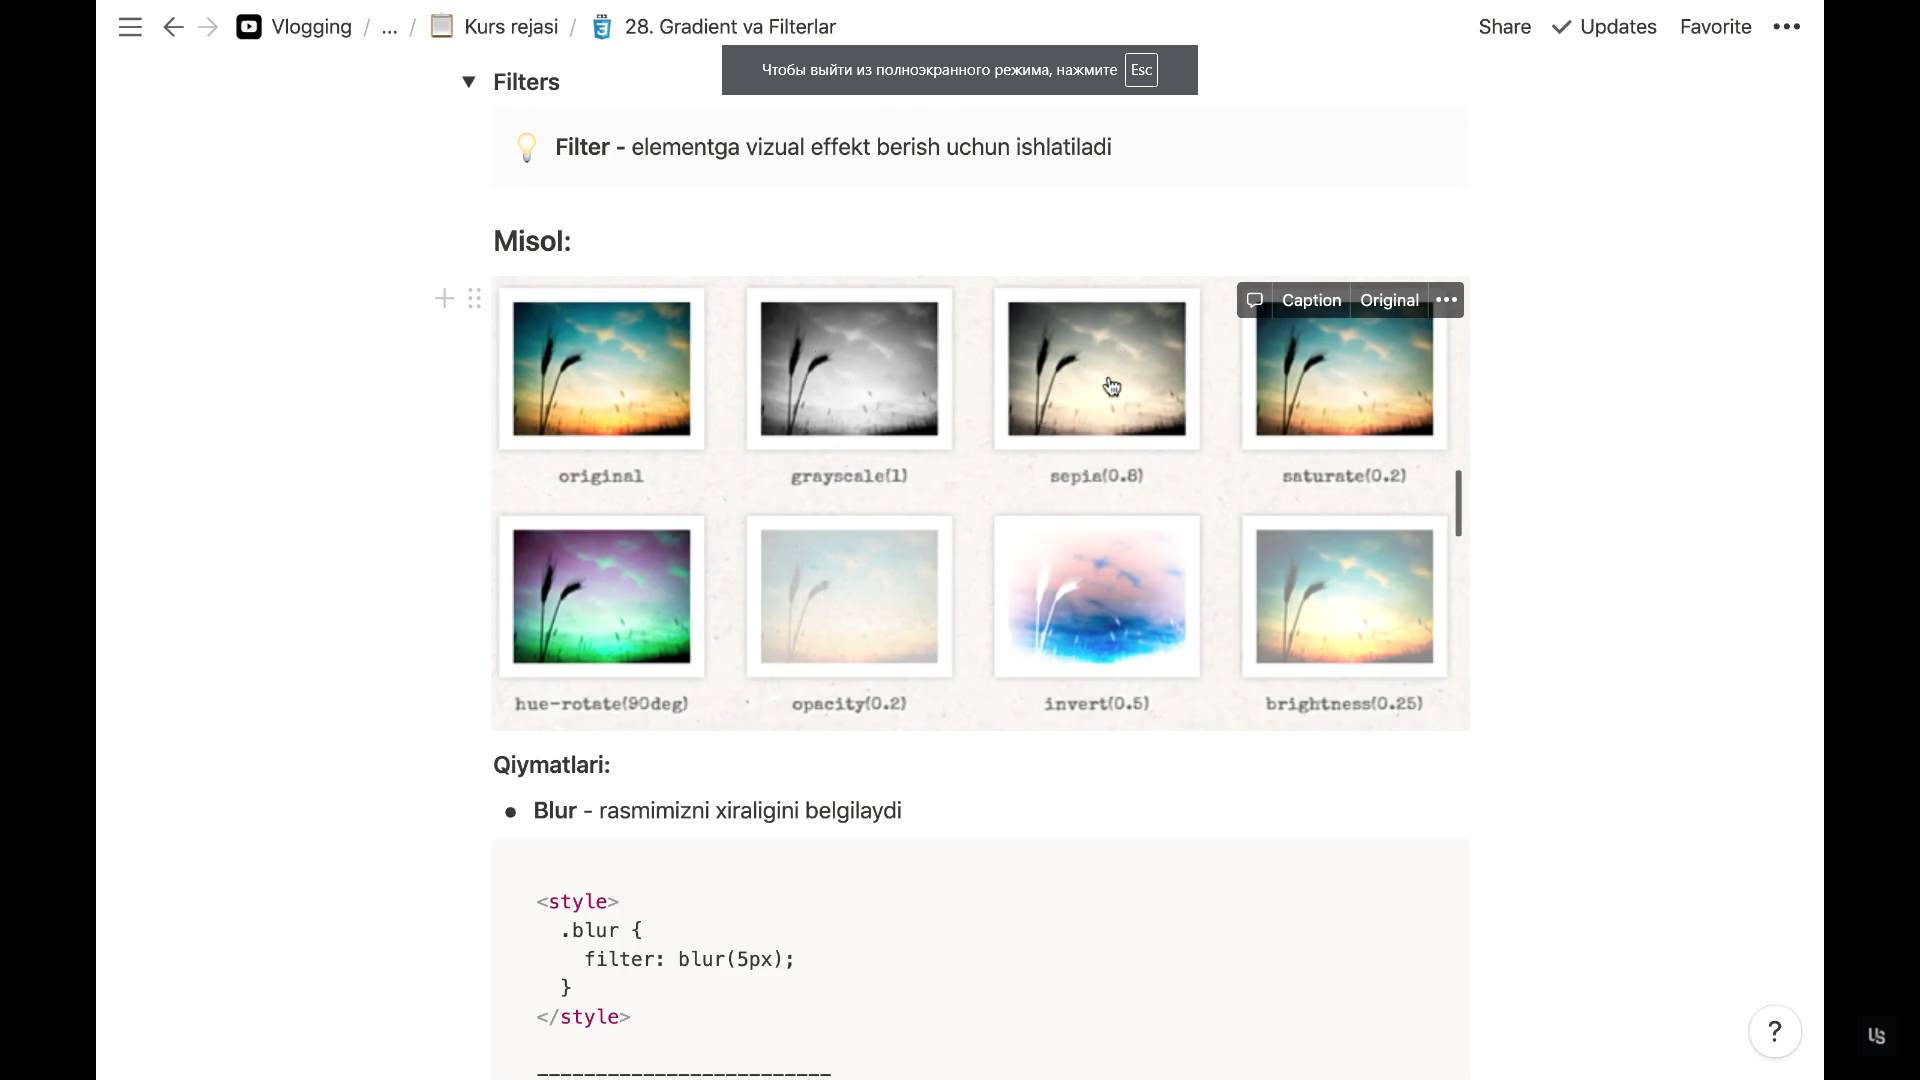 Vlogging / ... / Kurs rejasi / 28. Gradient va Filterlar
Share Updates Favorite •••
Чтобы выйти из полноэкранного режима, нажмите Esc
Filters
Filter - elementga vizual effekt berish uchun ishlatiladi
Misol:
Caption Original •••
original grayscale(1) sepia(0.8) saturate(0.2)
hue-rotate(90deg) opacity(0.2) invert(0.5) brightness(0.25)
Qiymatlari:
• Blur - rasmimizni xiraligini belgilaydi
<style>
.blur {
filter: blur(5px);
}
</style>
_________________________
?